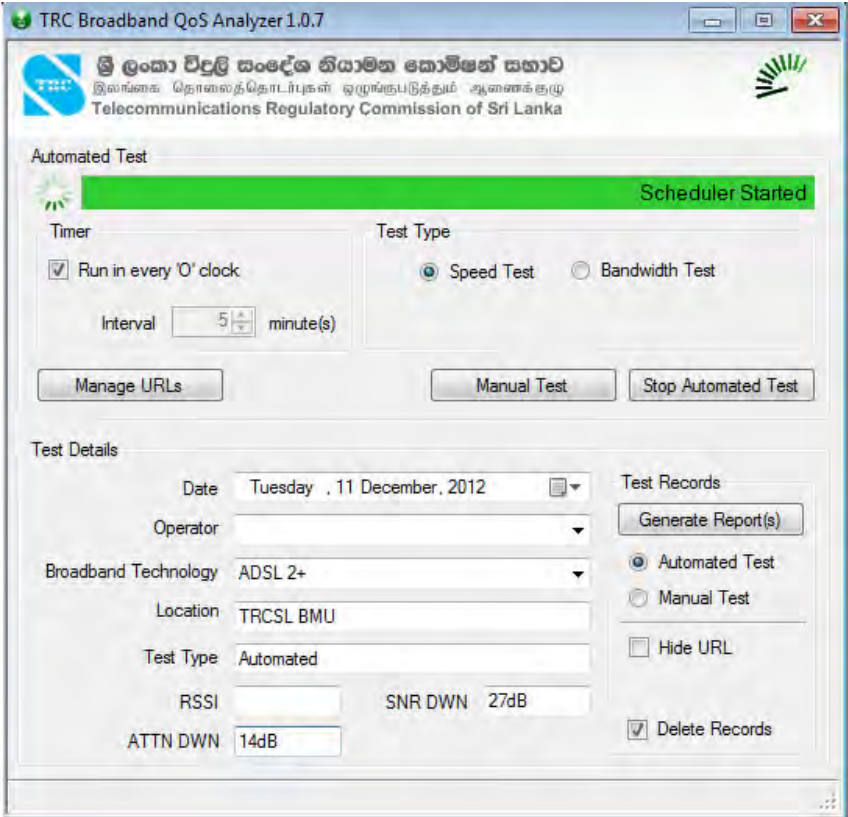 TRC Broadband QoS Analyzer 1.0.7
TRC
ශ්‍රී ලංකා විදුලි සංදේශ නියාමන කොමිෂන් සභාව
இலங்கை தொலைத்தொடர்புகள் ஒழுங்குபடுத்தும் ஆணைக்குழு
Telecommunications Regulatory Commission of Sri Lanka
Automated Test
Scheduler Started
Timer
Test Type
Run in every 'O' clock
Speed Test
Bandwidth Test
Interval 5 minute(s)
Manage URLs
Manual Test
Stop Automated Test
Test Details
Date Tuesday , 11 December, 2012
Test Records
Operator
Generate Report(s)
Broadband Technology ADSL 2+
Automated Test
Manual Test
Location TRCSL BMU
Hide URL
Test Type Automated
RSSI
SNR DWN 27dB
ATTN DWN 14dB
Delete Records